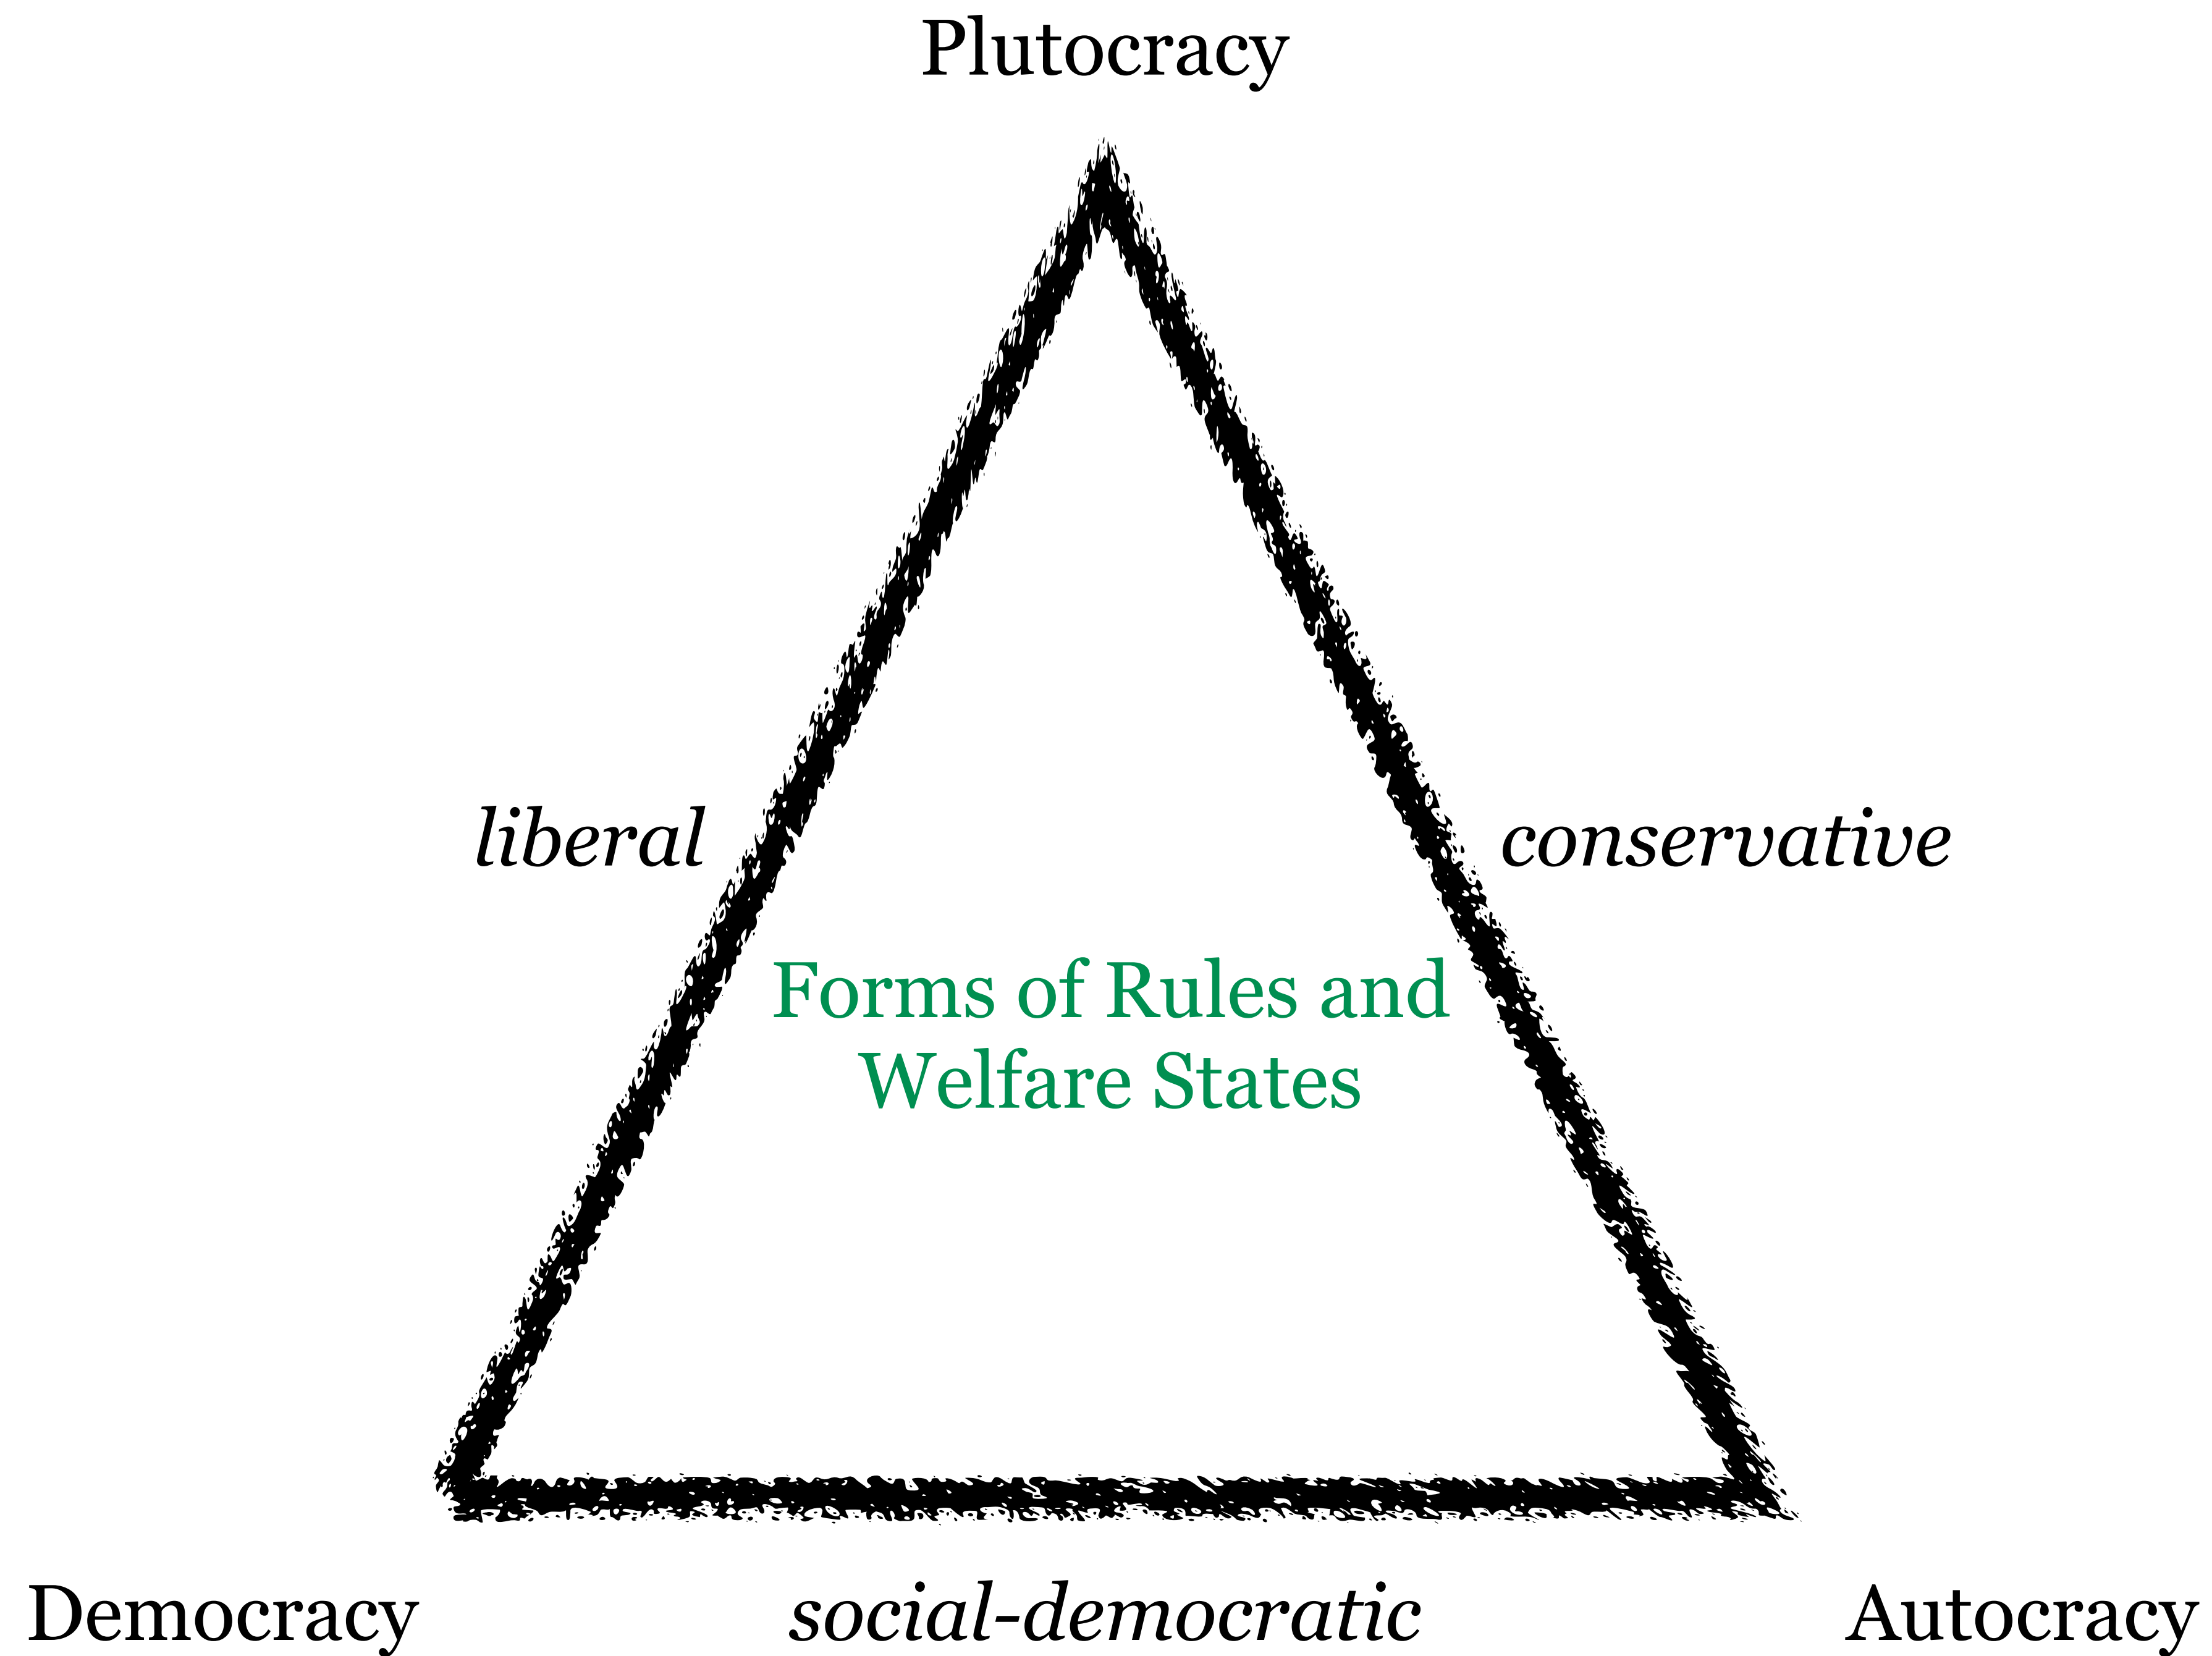 Plutocracy
liberal
conservative
Forms of Rules and
Welfare States
Democracy
social-democratic
Autocracy